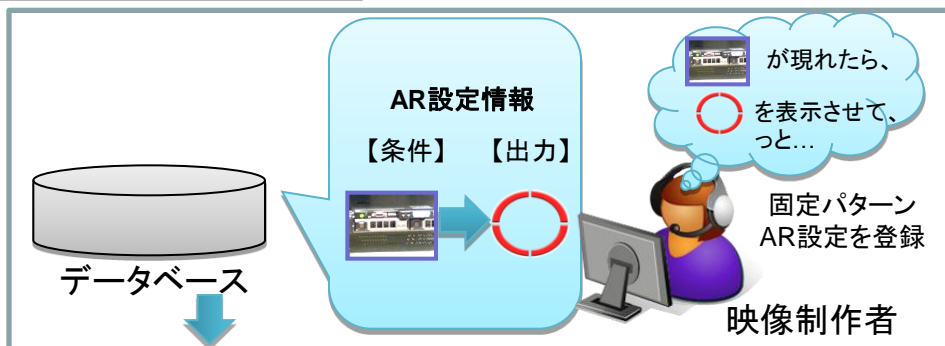 AR設定情報
【条件】 【出力】
が現れたら、
を表示させて、
っと…
固定パターン
AR設定を登録
データベース
映像制作者